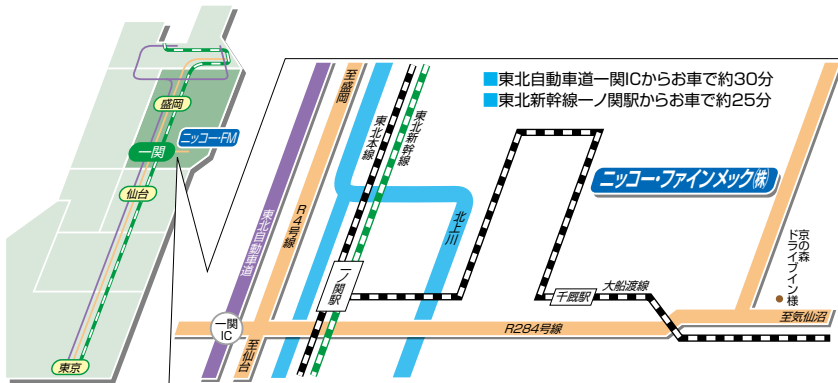 ■東北自動車道一関ICからお車で約30分
■東北新幹線一ノ関駅からお車で約25分
盛岡
ニッコー・FM
一関
仙台
東京
東北自動車道
至盛岡
R4号線
至仙台
東北本線
東北新幹線
北上川
一ノ関駅
一関
IC
R284号線
千厩駅
大船渡線
ニッコー・ファインメック㈱
京の森
ドライブイン様
至気仙沼